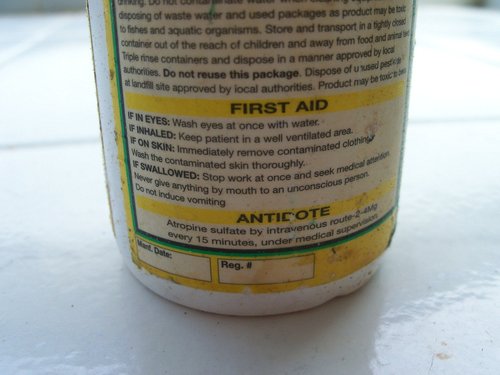 drinking. Do not contaminate water when cleaning
disposing of waste water and used packages as product may be toxic
to fishes and aquatic organisms. Store and transport in a tightly closed
container out of the reach of children and away from food and animal
Triple rinse containers and dispose in a manner approved by local
authorities. Do not reuse this package. Dispose of unused pesticide
at landfill site approved by local authorities. Product may be toxic to
FIRST AID
IF IN EYES: Wash eyes at once with water.
IF INHALED: Keep patient in a well ventilated area.
IF ON SKIN: Immediately remove contaminated clothing
Wash the contaminated skin thoroughly.
IF SWALLOWED: Stop work at once and seek medical attention.
Never give anything by mouth to an unconscious person.
Do not induce vomiting
ANTIDOTE
Atropine sulfate by intravenous route-2-4Mg
every 15 minutes, under medical supervision
Mant. Date:
Reg. #